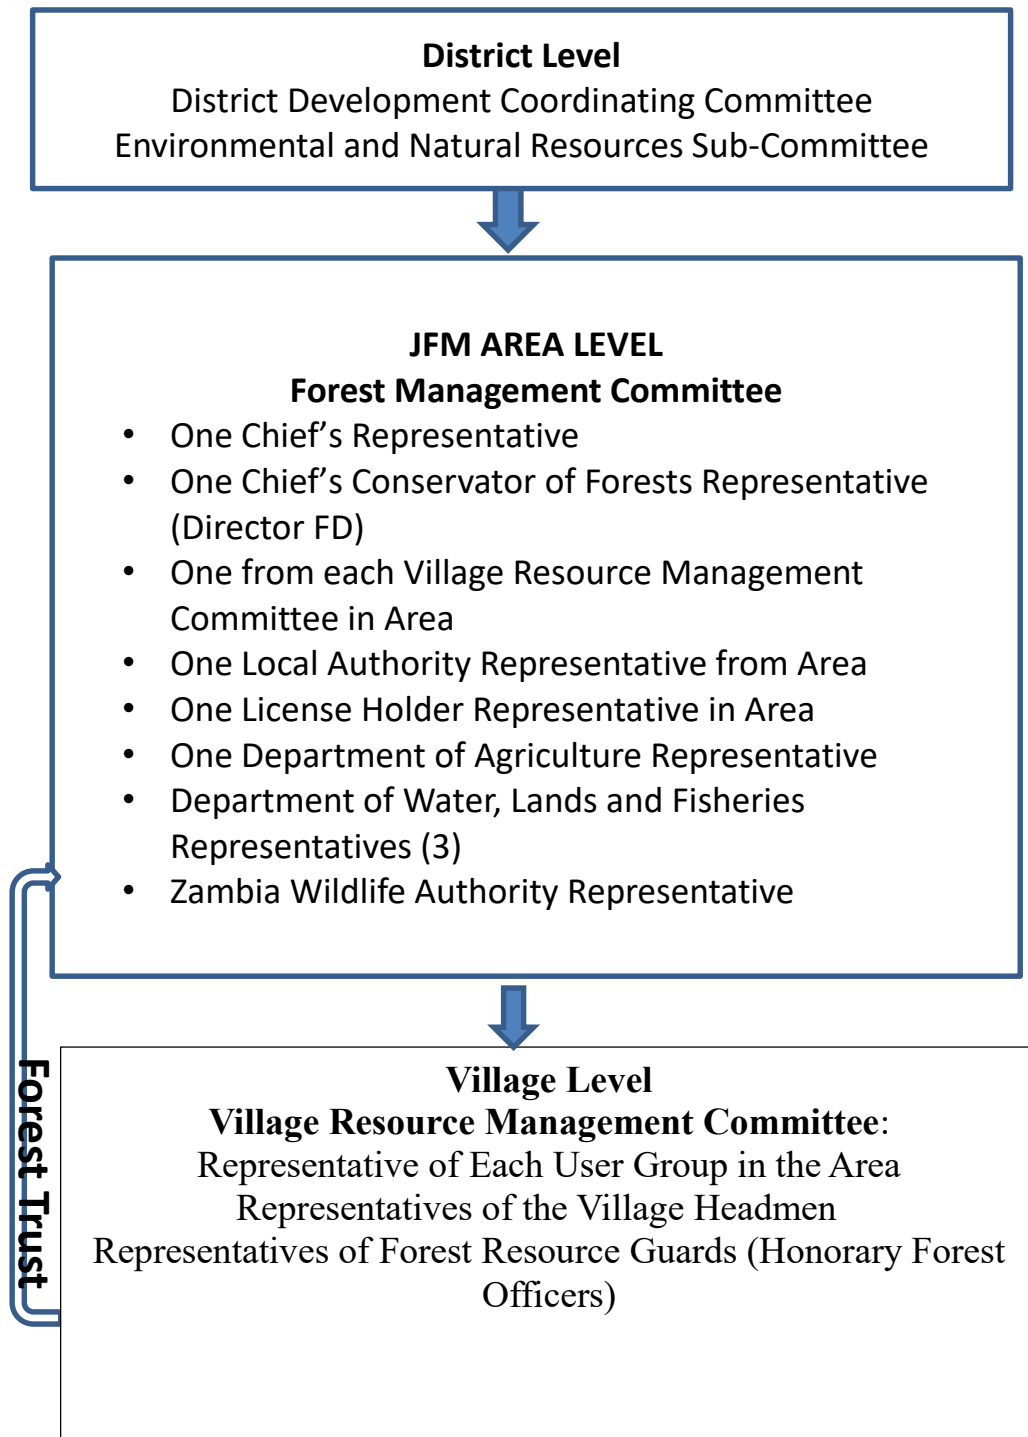 District Level
District Development Coordinating Committee
Environmental and Natural Resources Sub-Committee
JFM AREA LEVEL
Forest Management Committee
• One Chief’s Representative
• One Chief’s Conservator of Forests Representative
(Director FD)
• One from each Village Resource Management
Committee in Area
• One Local Authority Representative from Area
• One License Holder Representative in Area
• One Department of Agriculture Representative
• Department of Water, Lands and Fisheries
Representatives (3)
• Zambia Wildlife Authority Representative
Forest Trust
Village Level
Village Resource Management Committee:
Representative of Each User Group in the Area
Representatives of the Village Headmen
Representatives of Forest Resource Guards (Honorary Forest
Officers)